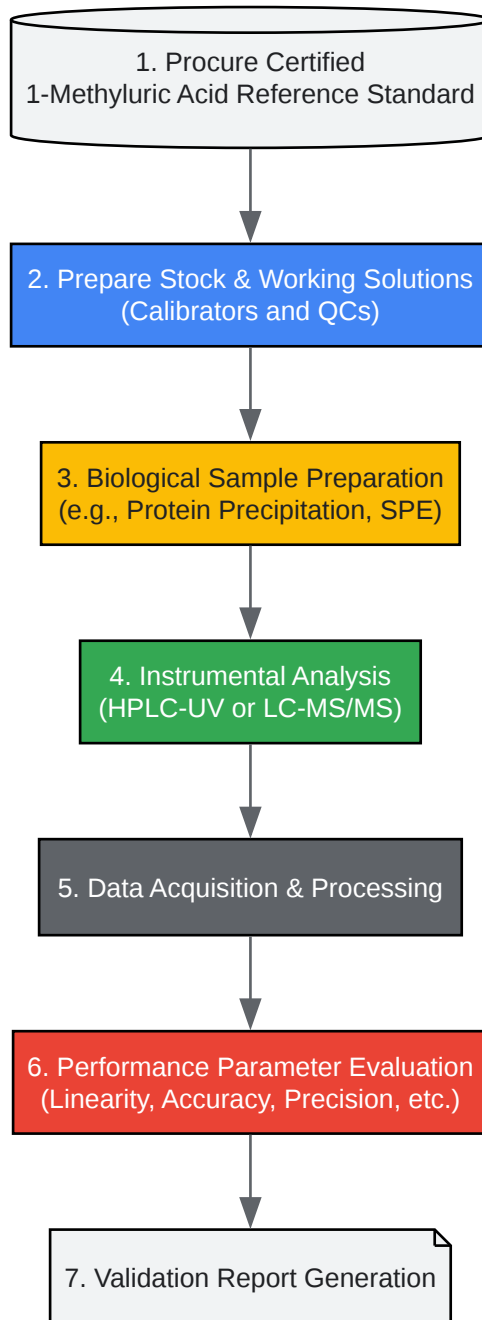 1. Procure Certified
1-Methyluric Acid Reference Standard
2. Prepare Stock & Working Solutions
(Calibrators and QCs)
3. Biological Sample Preparation
(e.g., Protein Precipitation, SPE)
4. Instrumental Analysis
(HPLC-UV or LC-MS/MS)
5. Data Acquisition & Processing
6. Performance Parameter Evaluation
(Linearity, Accuracy, Precision, etc.)
7. Validation Report Generation